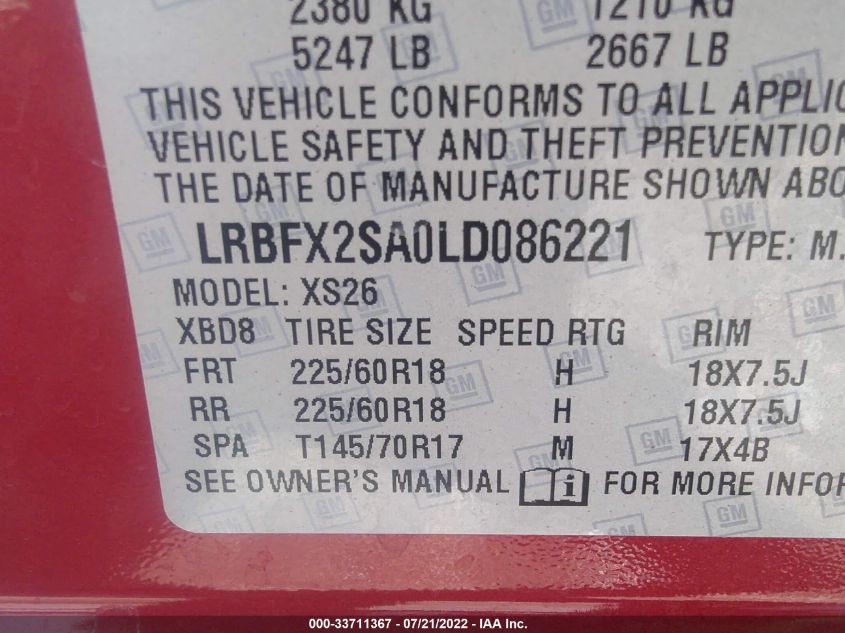 2380 KG 1210 KG
5247 LB 2667 LB
THIS VEHICLE CONFORMS TO ALL APPLIC
VEHICLE SAFETY AND THEFT PREVENTION
THE DATE OF MANUFACTURE SHOWN ABO
LRBFX2SA0LD086221 TYPE: M.
MODEL: XS26
XBD8 TIRE SIZE SPEED RTG RIM
FRT 225/60R18 H 18X7.5J
RR 225/60R18 H 18X7.5J
SPA T145/70R17 M 17X4B
SEE OWNER'S MANUAL i FOR MORE INFOR
000-33711367 - 07/21/2022 - IAA Inc.